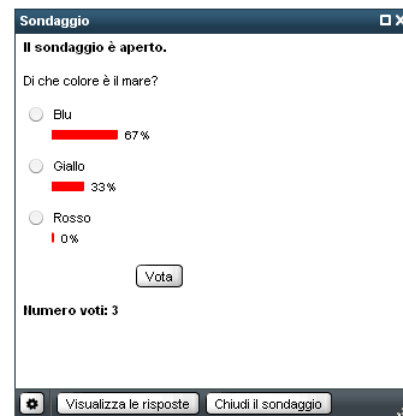 Sondaggio
Il sondaggio è aperto.
Di che colore è il mare?
Blu
67%
Giallo
33%
Rosso
0%
Vota
Numero voti: 3
Visualizza le risposte Chiudi il sondaggio